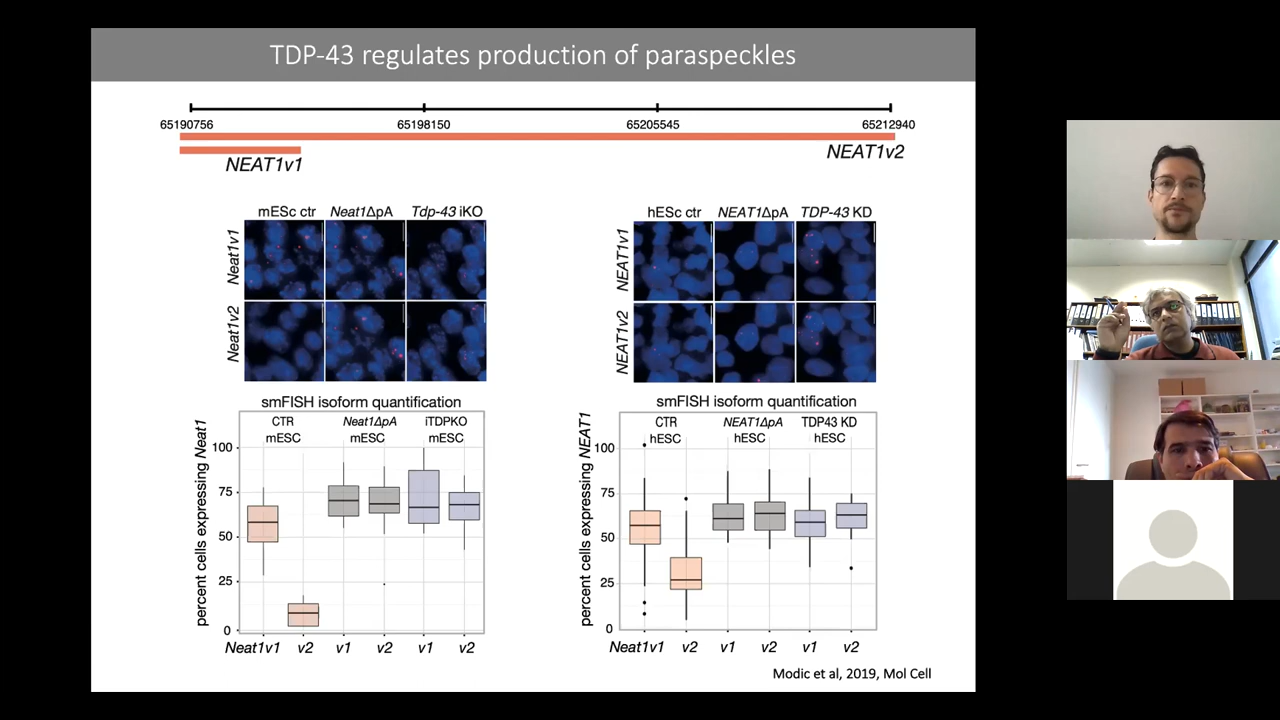 TDP-43 regulates production of paraspeckles
65190756 65198150 65205545 65212940
NEAT1v1 NEAT1v2
mESc ctr Neat1ΔpA Tdp-43 iKO
Neat1v1
Neat1v2
smFISH isoform quantification
percent cells expressing Neat1
CTR mESC
Neat1ΔpA mESC
iTDPKO mESC
100
75
50
25
0
Neat1v1 v2 v1 v2 v1 v2
hESc ctr NEAT1ΔpA TDP-43 KD
NEAT1v1
NEAT1v2
smFISH isoform quantification
percent cells expressing NEAT1
CTR hESC
NEAT1ΔpA hESC
TDP43 KD hESC
100
75
50
25
0
Neat1v1 v2 v1 v2 v1 v2
Modic et al, 2019, Mol Cell